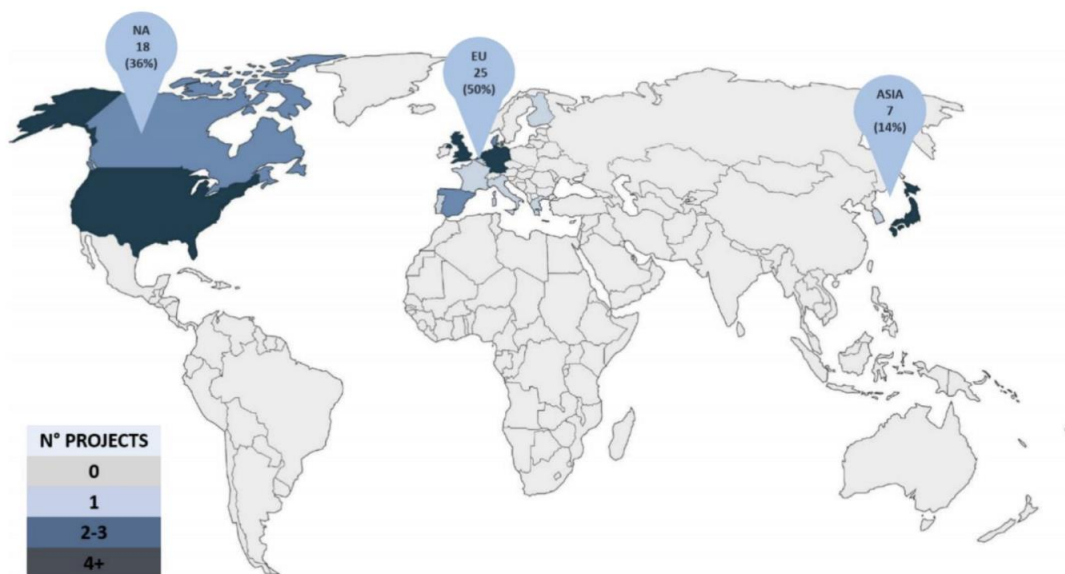 NA
18
(36%)
EU
25
(50%)
ASIA
7
(14%)
N° PROJECTS
0
1
2-3
4+